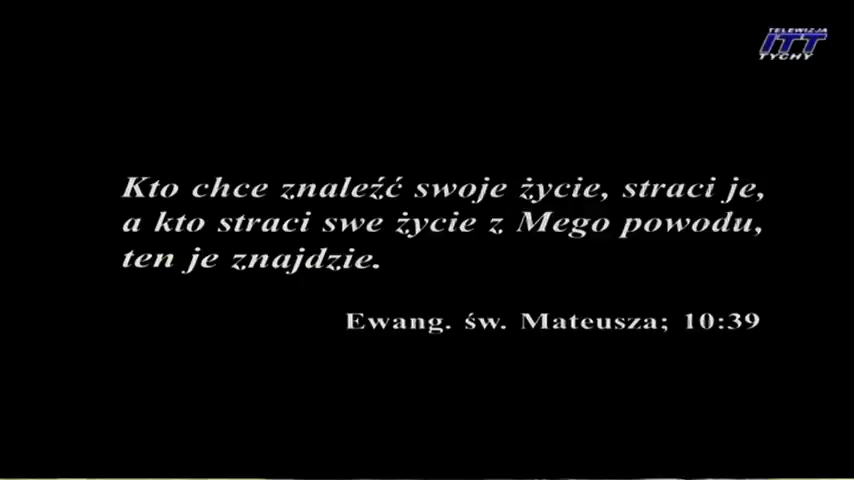 TELEWIZJA
ITT
TYCHY
Kto chce znaleźć swoje życie, straci je,
a kto straci swe życie z Mego powodu,
ten je znajdzie.
Ewang. św. Mateusza; 10:39